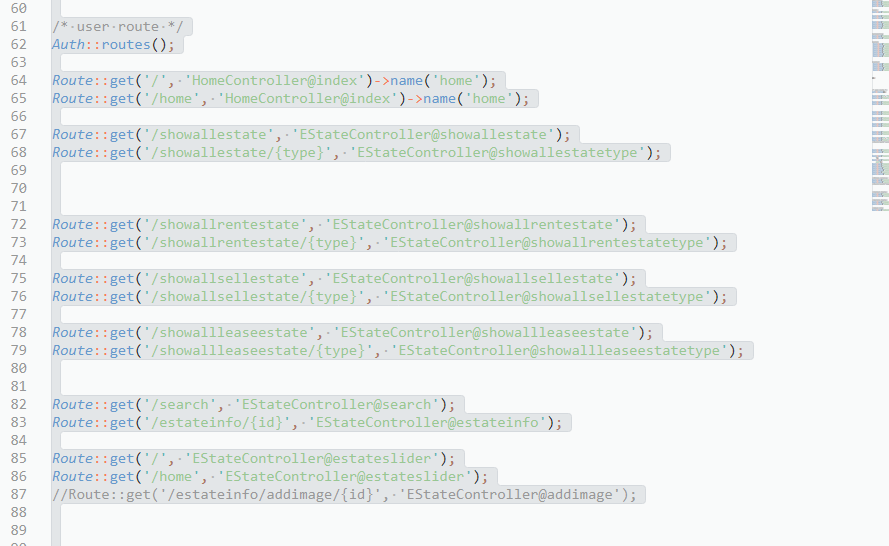 60
61 /* user route */
62 Auth::routes();
63
64 Route::get('/', 'HomeController@index')->name('home');
65 Route::get('/home', 'HomeController@index')->name('home');
66
67 Route::get('/showallestate', 'EStateController@showallestate');
68 Route::get('/showallestate/{type}', 'EStateController@showallestatetype');
69
70
71
72 Route::get('/showallrentestate', 'EStateController@showallrentestate');
73 Route::get('/showallrentestate/{type}', 'EStateController@showallrentestatetype');
74
75 Route::get('/showallsellestate', 'EStateController@showallsellestate');
76 Route::get('/showallsellestate/{type}', 'EStateController@showallsellestatetype');
77
78 Route::get('/showallleaseestate', 'EStateController@showallleaseestate');
79 Route::get('/showallleaseestate/{type}', 'EStateController@showallleaseestatetype');
80
81
82 Route::get('/search', 'EStateController@search');
83 Route::get('/estateinfo/{id}', 'EStateController@estateinfo');
84
85 Route::get('/', 'EStateController@estateslider');
86 Route::get('/home', 'EStateController@estateslider');
87 //Route::get('/estateinfo/addimage/{id}', 'EStateController@addimage');
88
89